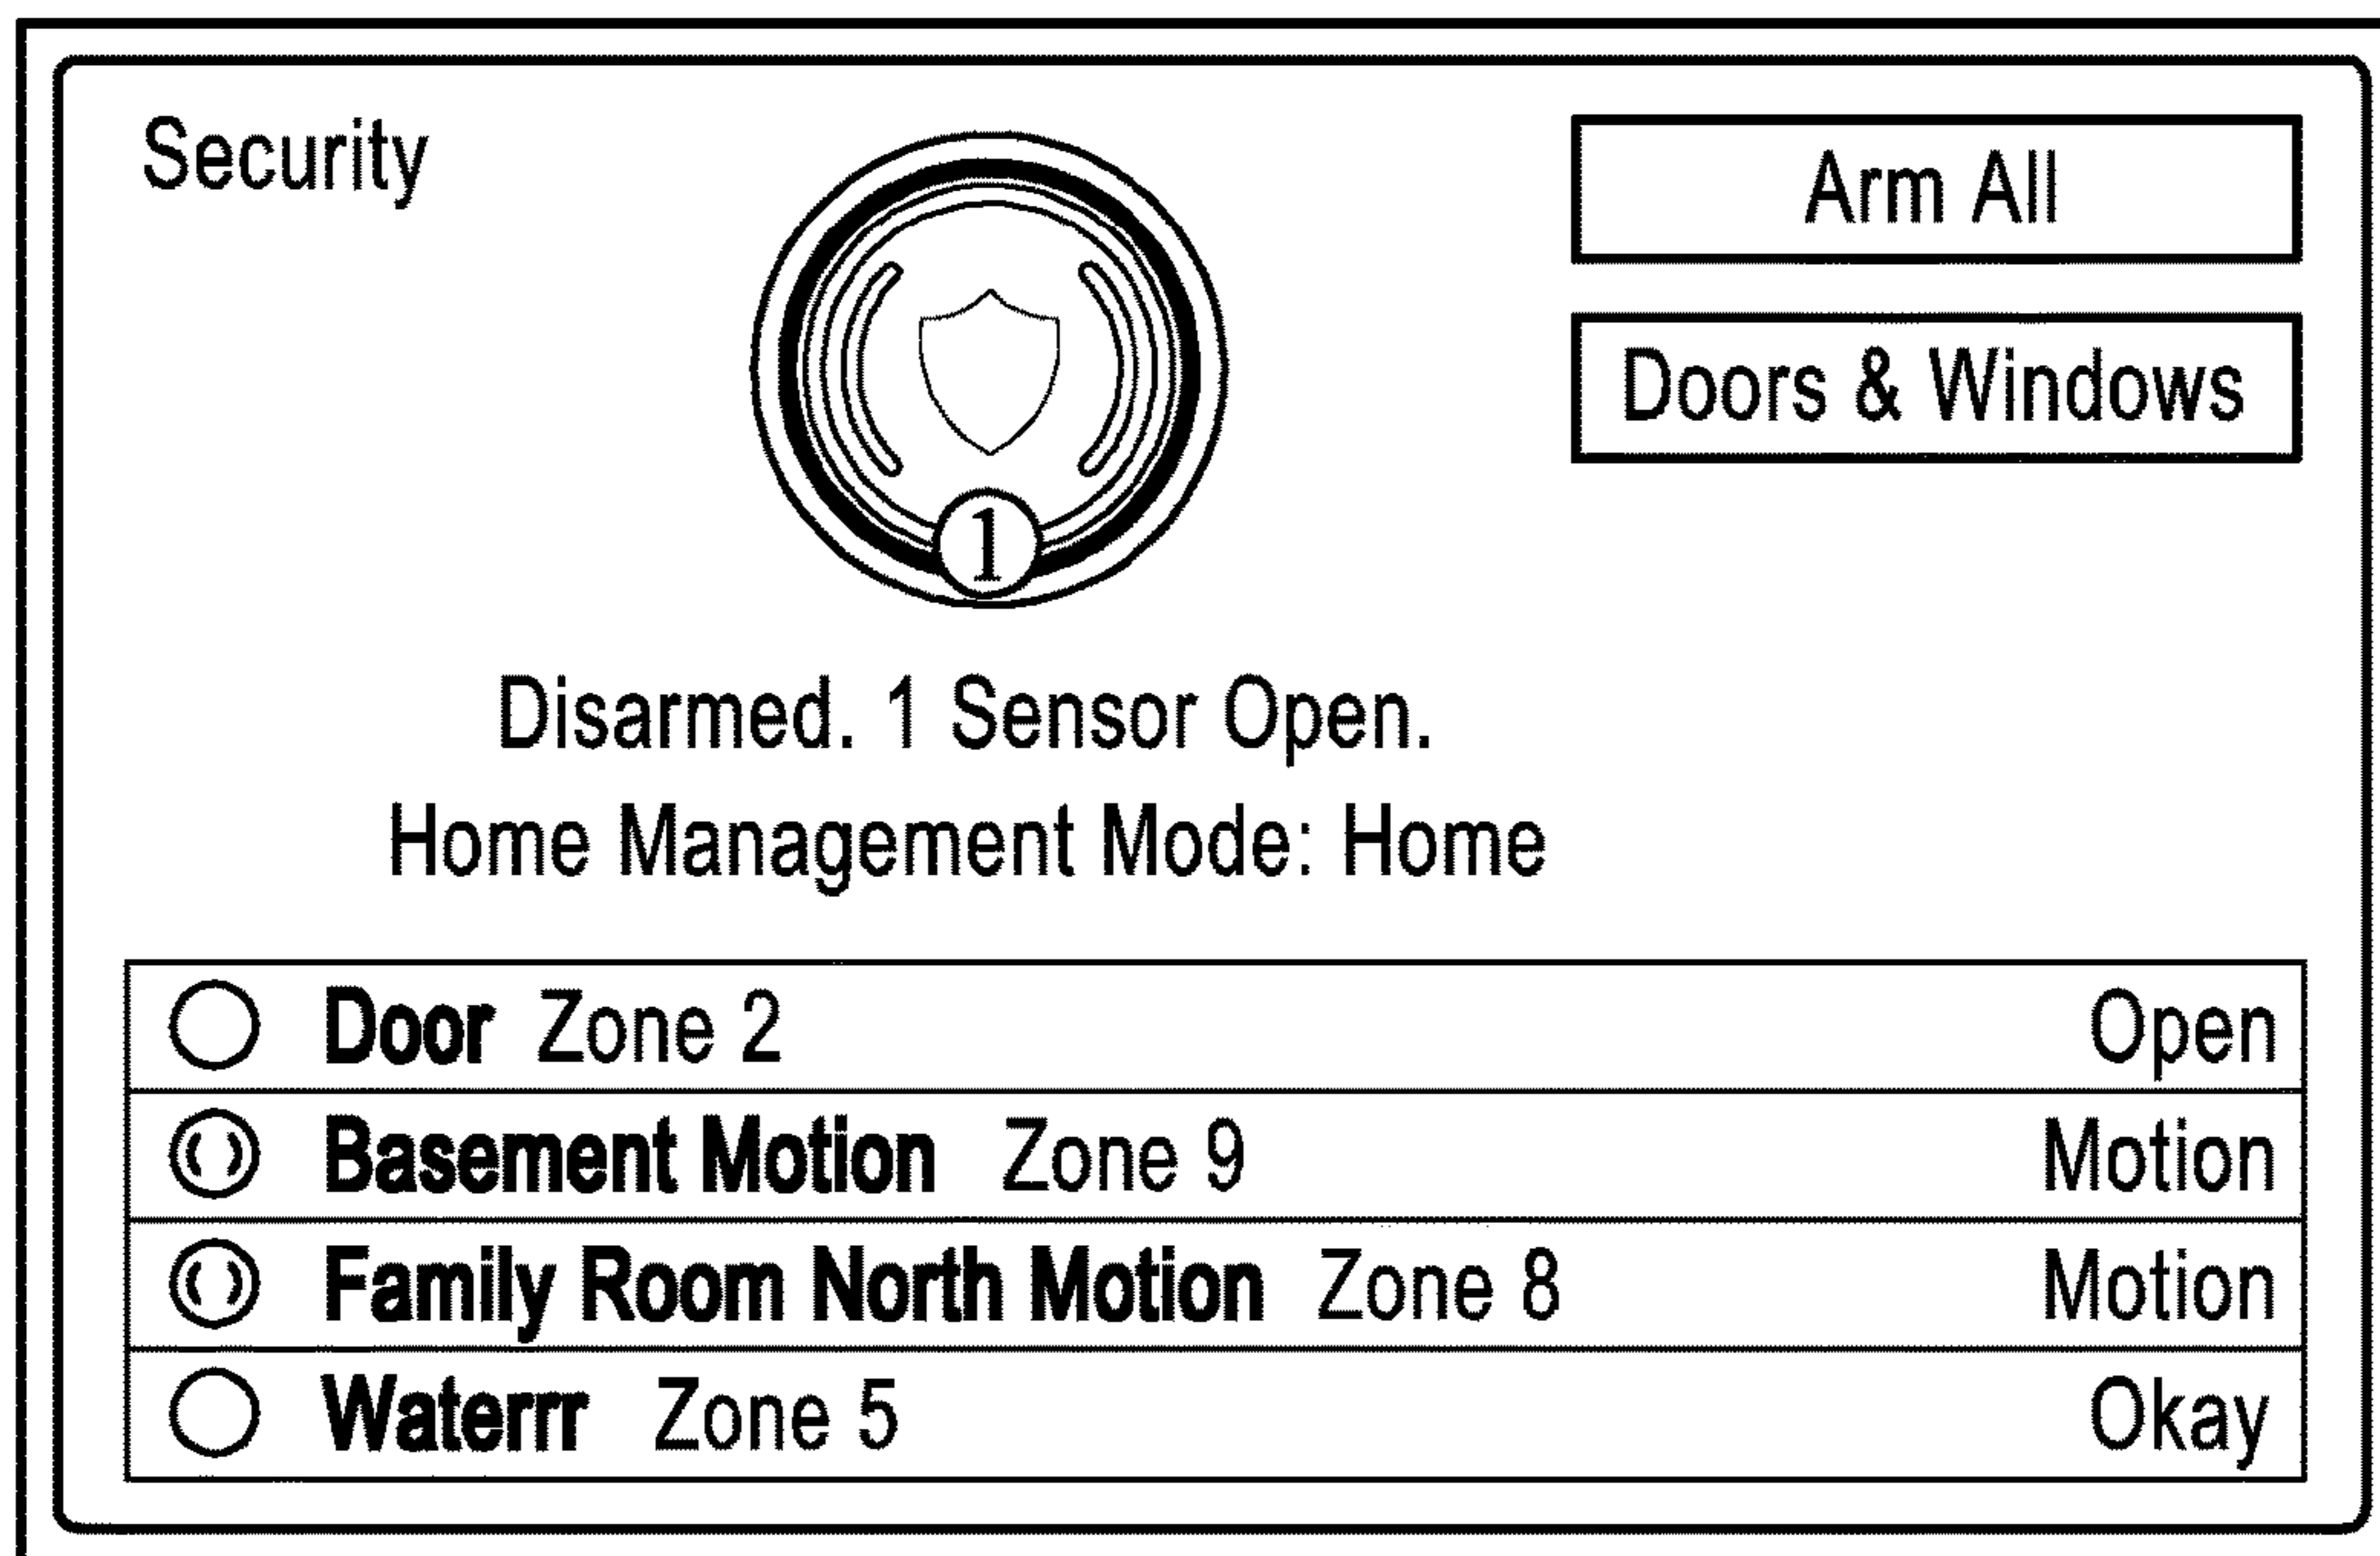 Security
Arm All
Doors & Windows
1
Disarmed. 1 Sensor Open.
Home Management Mode: Home
Door Zone 2 Open
Basement Motion Zone 9 Motion
Family Room North Motion Zone 8 Motion
Waterrr Zone 5 Okay